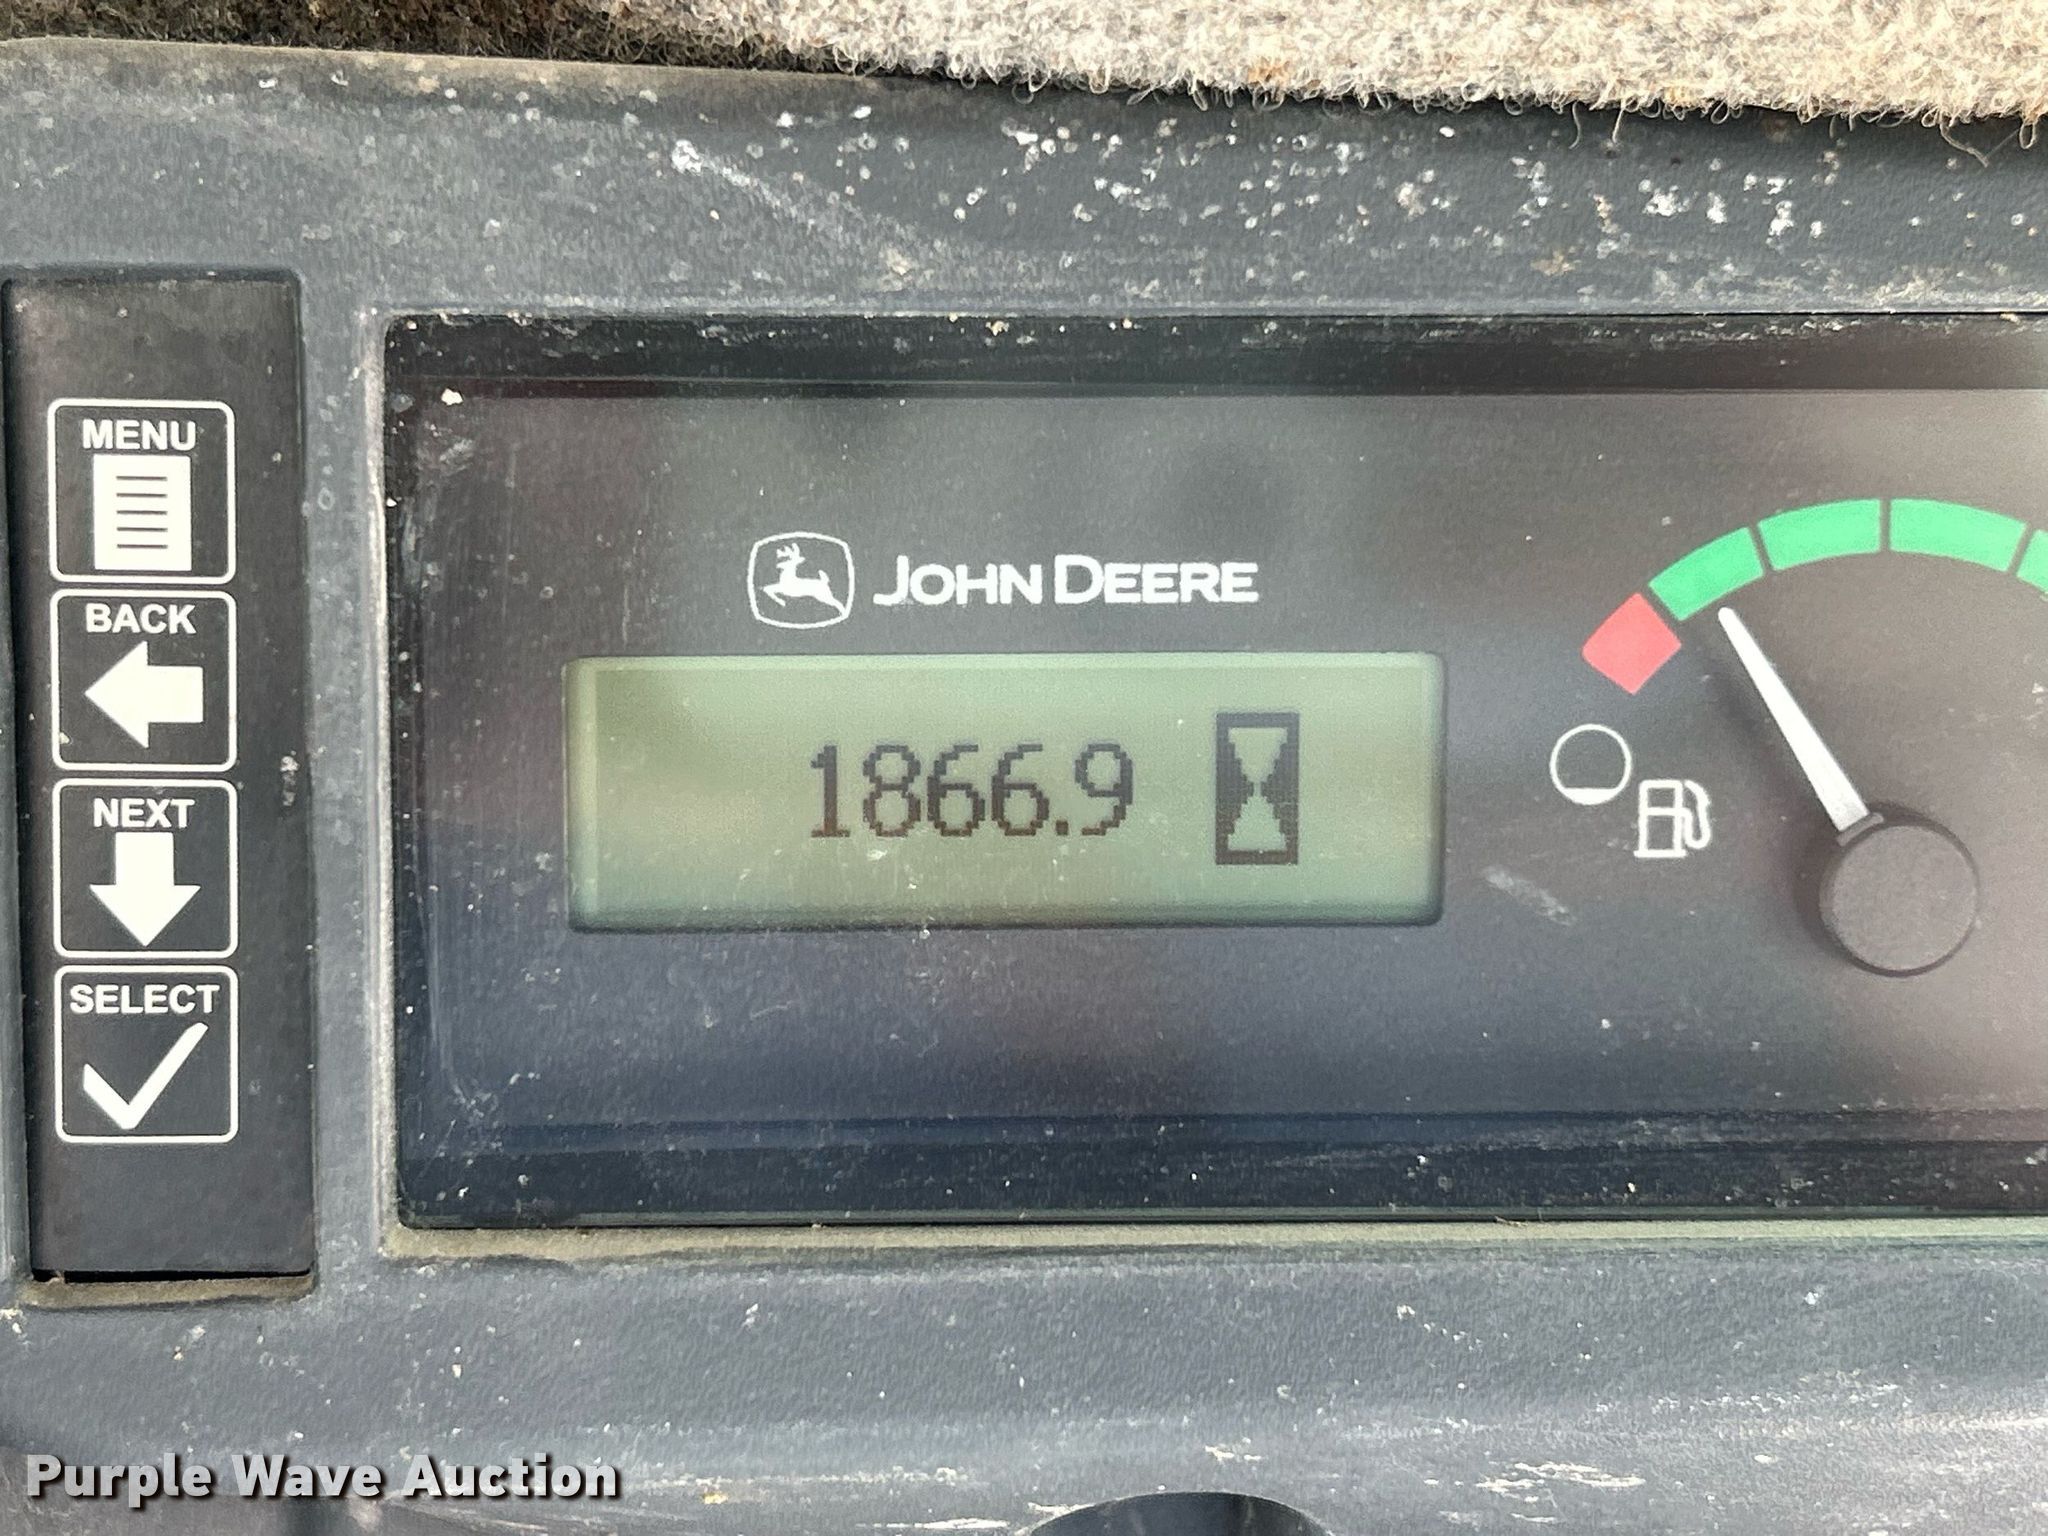 MENU
BACK
NEXT
SELECT
JOHN DEERE
1866.9
Purple Wave Auction